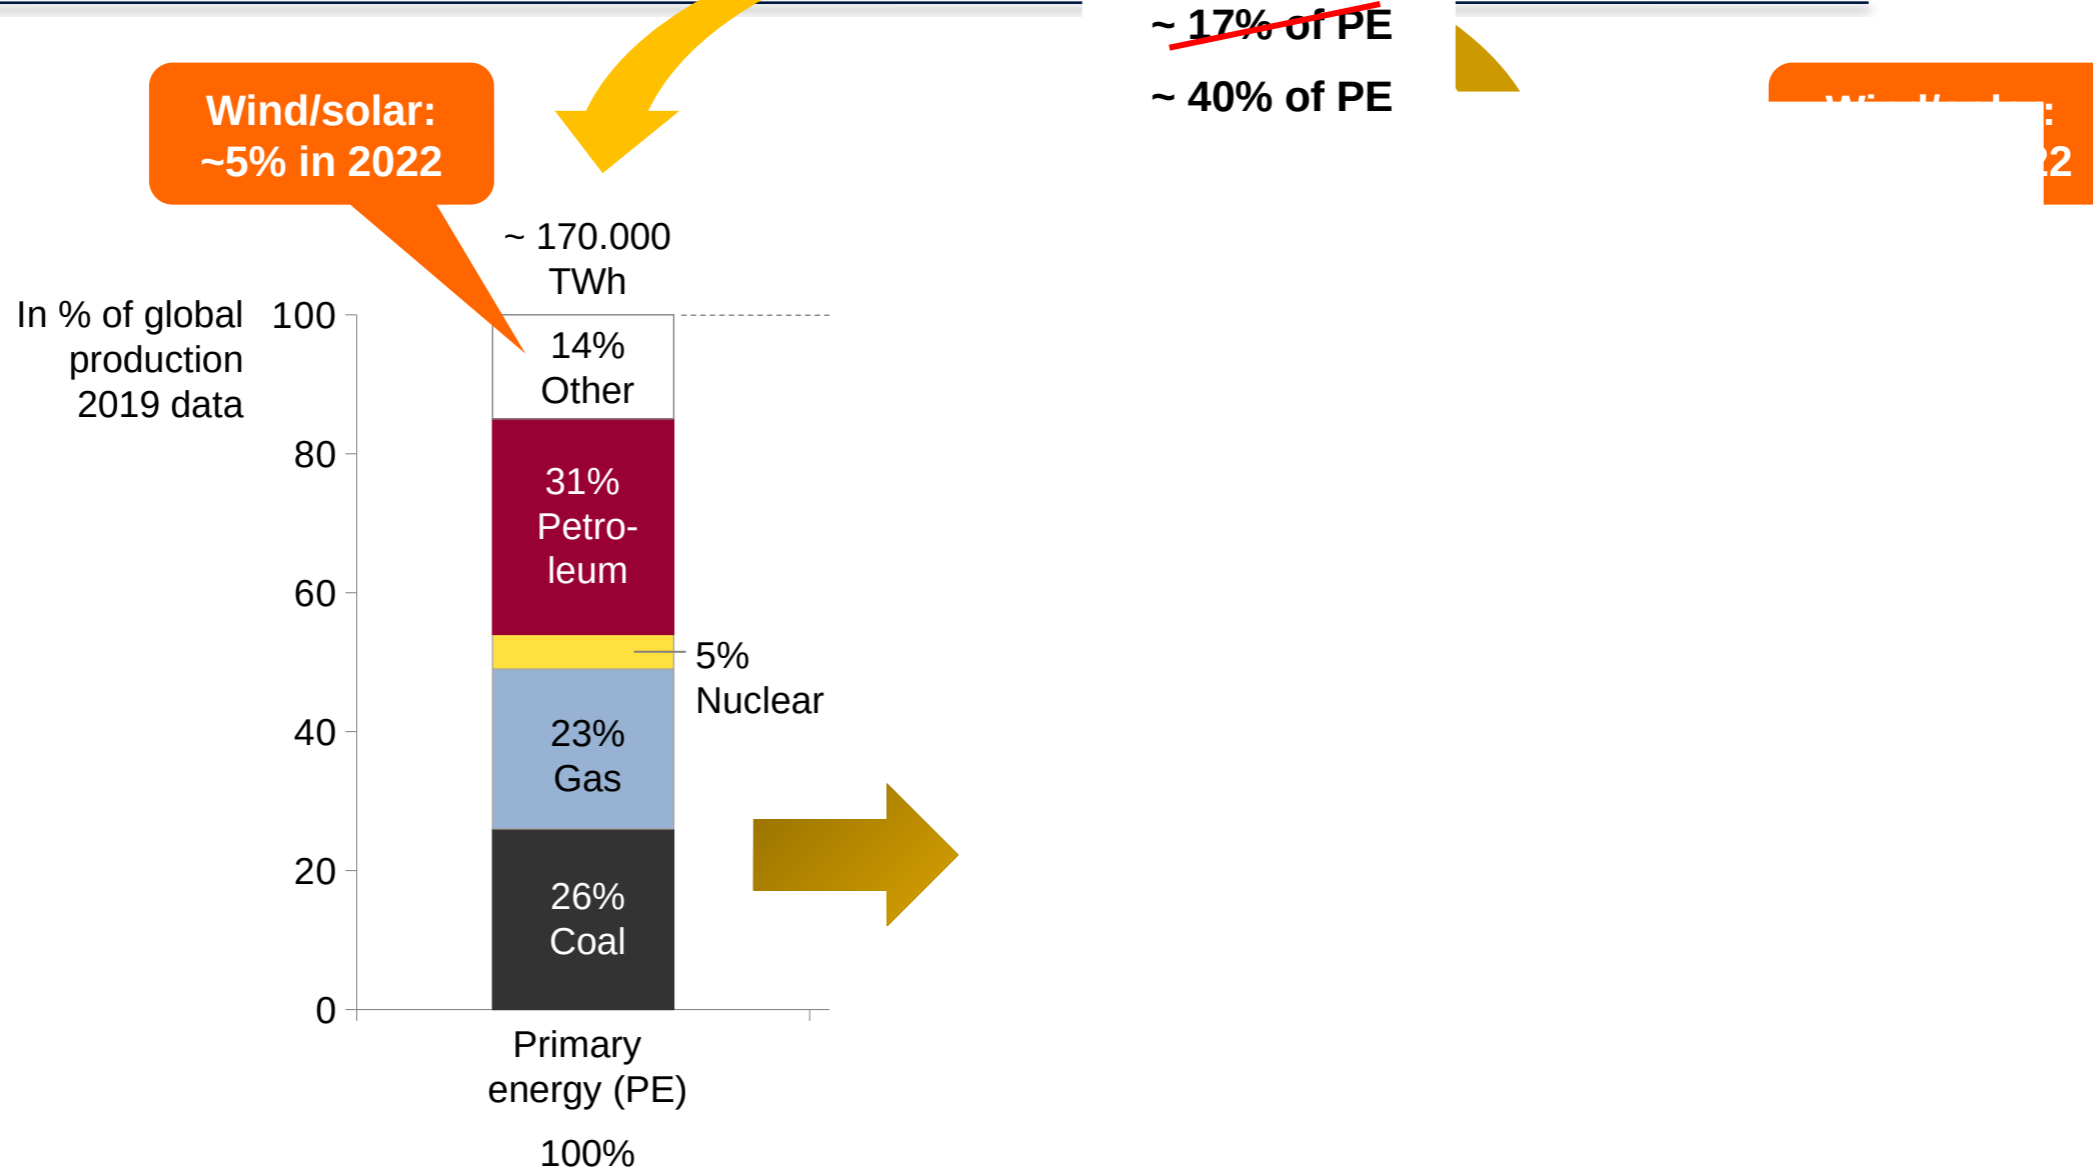 ~ 17% of PE
~ 40% of PE
Wind/solar:
~5% in 2022
~ 170.000
TWh
In % of global
production
2019 data
100
80
60
40
20
0
14%
Other
31%
Petro-
leum
5%
Nuclear
23%
Gas
26%
Coal
Primary
energy (PE)
100%